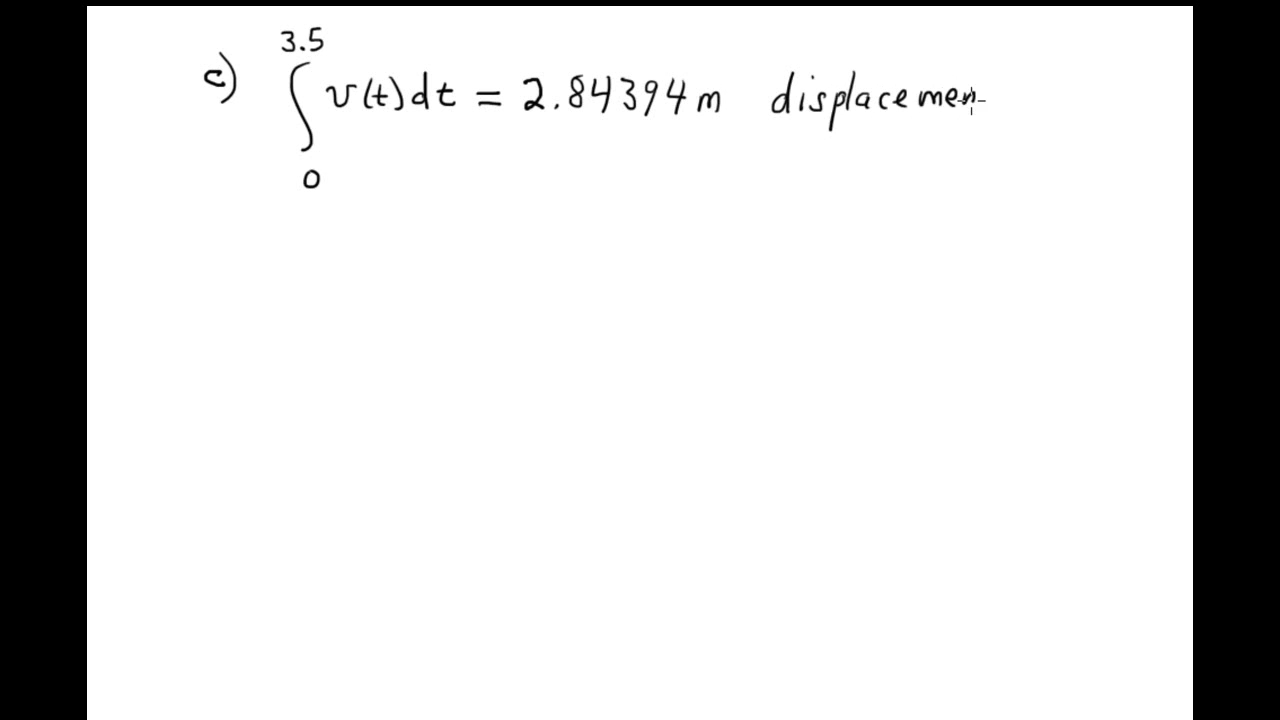 c) ∫₀^3.5 v(t)dt = 2.84394 m displacemen